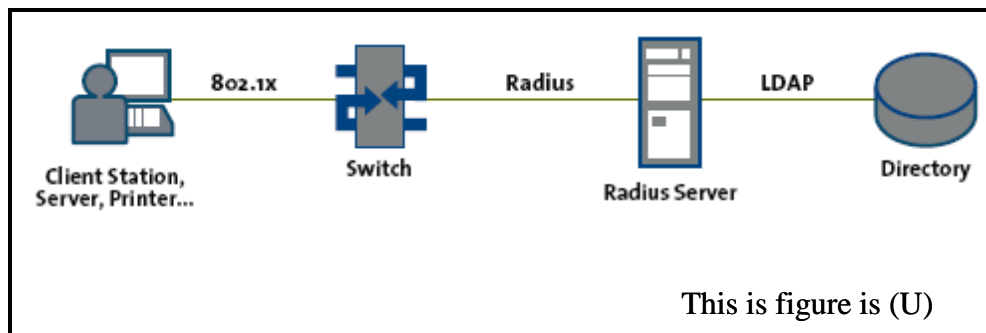 802.1X
Radius
LDAP
Client Station,
Server, Printer...
Switch
Radius Server
Directory
This is figure is (U)